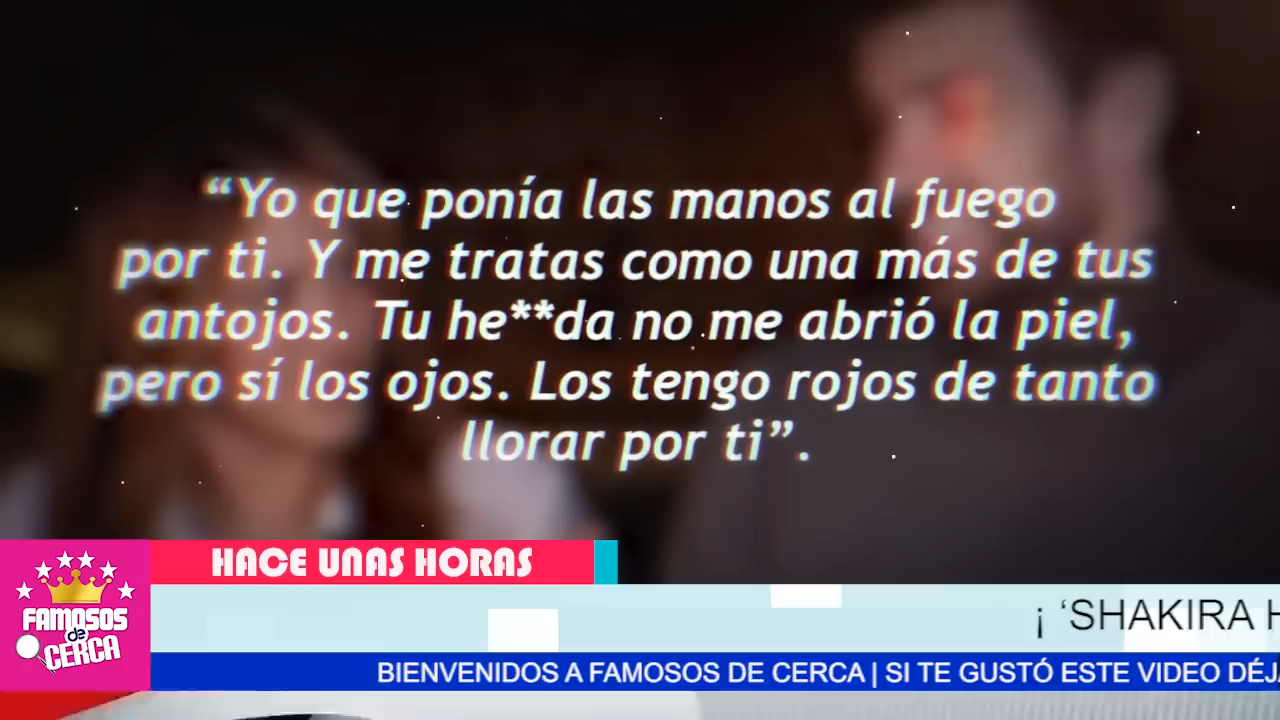 “Yo que ponía las manos al fuego
por ti. Y me tratas como una más de tus
antojos. Tu he**da no me abrió la piel,
pero sí los ojos. Los tengo rojos de tanto
llorar por ti”.
HACE UNAS HORAS
FAMOSOS
de
CERCA
¡ ‘SHAKIRA H
BIENVENIDOS A FAMOSOS DE CERCA | SI TE GUSTÓ ESTE VIDEO DÉJA